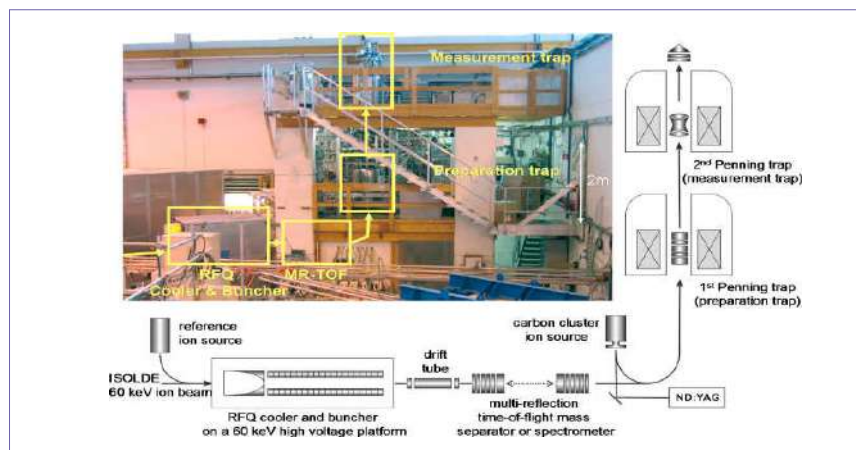 Measurement trap
Preparation trap
2m
RFQ
Cooler & Buncher
MR-TOF
2nd Penning trap
(measurement trap)
1st Penning trap
(preparation trap)
reference
ion source
carbon cluster
ion source
drift
tube
ISOLDE
60 keV ion beam
ND:YAG
RFQ cooler and buncher
on a 60 keV high voltage platform
multi-reflection
time-of-flight mass
separator or spectrometer